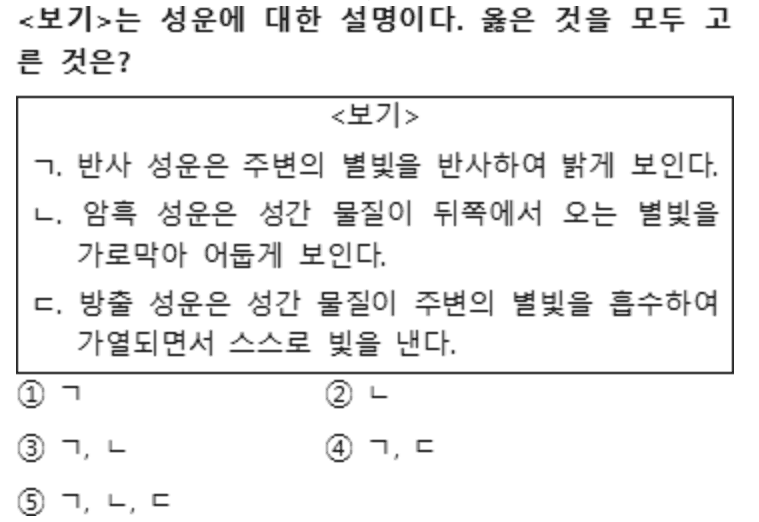 <보기>는 성운에 대한 설명이다. 옳은 것을 모두 고
른 것은?
<보기>
ㄱ. 반사 성운은 주변의 별빛을 반사하여 밝게 보인다.
ㄴ. 암흑 성운은 성간 물질이 뒤쪽에서 오는 별빛을
가로막아 어둡게 보인다.
ㄷ. 방출 성운은 성간 물질이 주변의 별빛을 흡수하여
가열되면서 스스로 빛을 낸다.
① ㄱ ② ㄴ
③ ㄱ, ㄴ ④ ㄱ, ㄷ
⑤ ㄱ, ㄴ, ㄷ